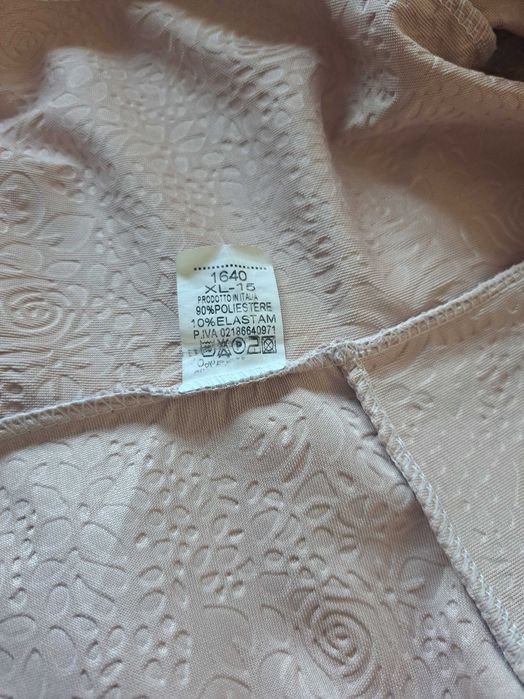 1640
XL-15
PRODOTTO IN ITALIA
90%POLIESTERE
10%ELASTAM
P.IVA 02186640971